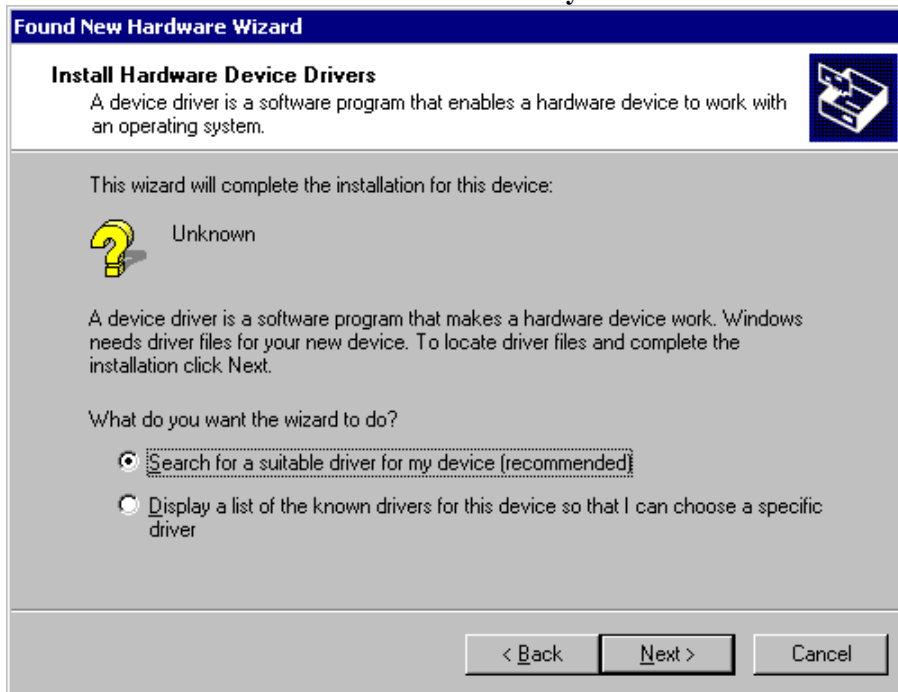 Found New Hardware Wizard
Install Hardware Device Drivers
A device driver is a software program that enables a hardware device to work with
an operating system.
This wizard will complete the installation for this device:
Unknown
A device driver is a software program that makes a hardware device work. Windows
needs driver files for your new device. To locate driver files and complete the
installation click Next.
What do you want the wizard to do?
Search for a suitable driver for my device (recommended)
Display a list of the known drivers for this device so that I can choose a specific
driver
< Back
Next >
Cancel